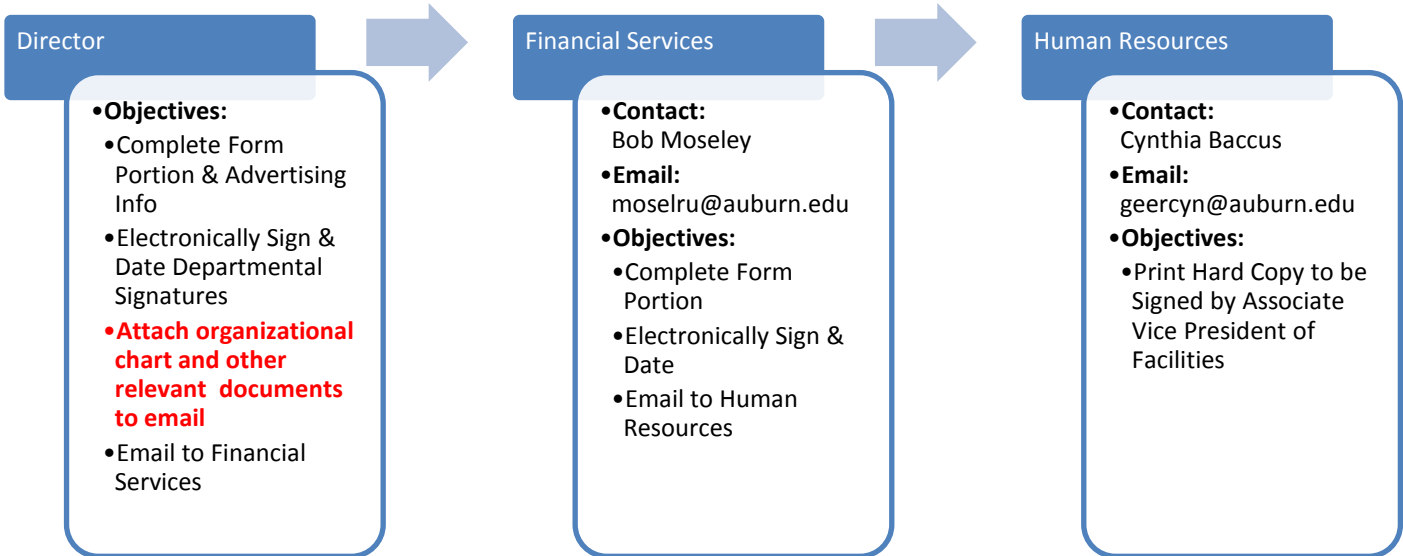 Director
•Objectives:
•Complete Form
Portion & Advertising
Info
•Electronically Sign &
Date Departmental
Signatures
•Attach organizational
chart and other
relevant documents
to email
•Email to Financial
Services
Financial Services
•Contact:
Bob Moseley
•Email:
moselru@auburn.edu
•Objectives:
•Complete Form
Portion
•Electronically Sign &
Date
•Email to Human
Resources
Human Resources
•Contact:
Cynthia Baccus
•Email:
geercyn@auburn.edu
•Objectives:
•Print Hard Copy to be
Signed by Associate
Vice President of
Facilities